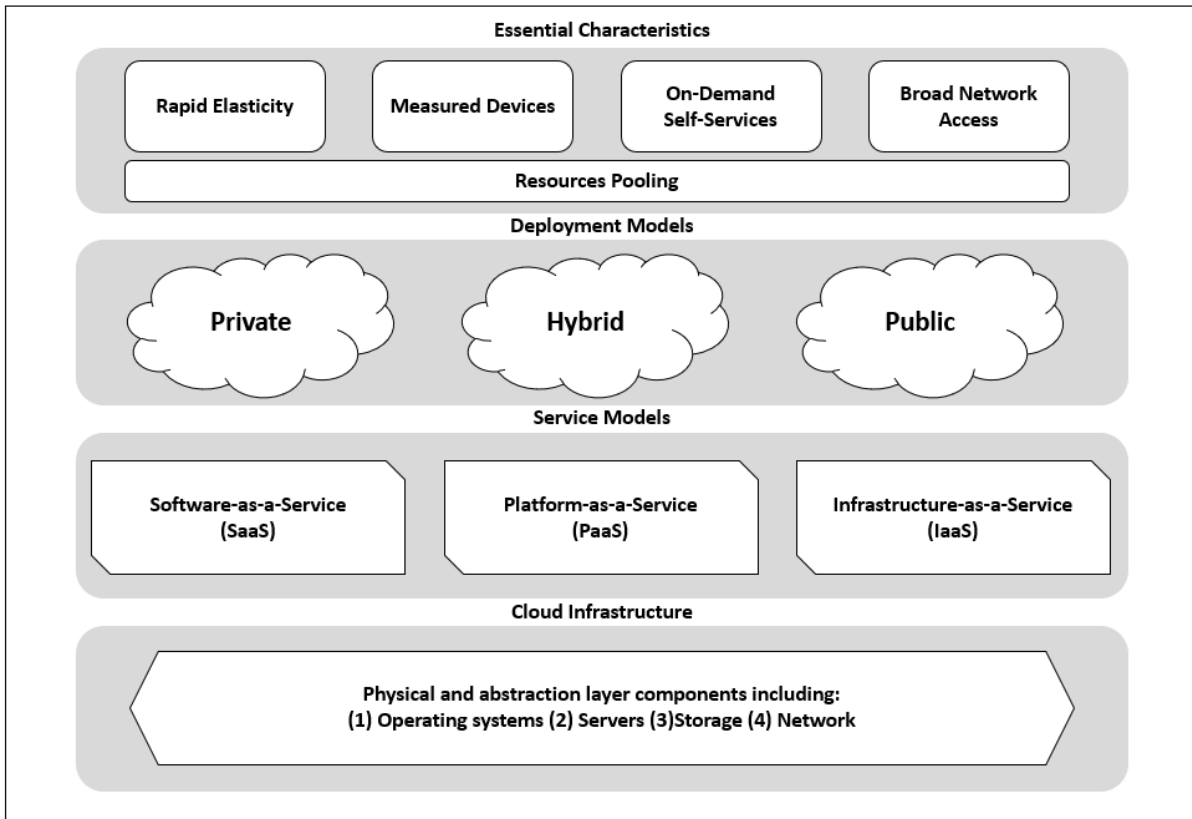 Essential Characteristics
Rapid Elasticity
Measured Devices
On-Demand
Self-Services
Broad Network
Access
Resources Pooling
Deployment Models
Private
Hybrid
Public
Service Models
Software-as-a-Service
(SaaS)
Platform-as-a-Service
(PaaS)
Infrastructure-as-a-Service
(IaaS)
Cloud Infrastructure
Physical and abstraction layer components including:
(1) Operating systems (2) Servers (3)Storage (4) Network